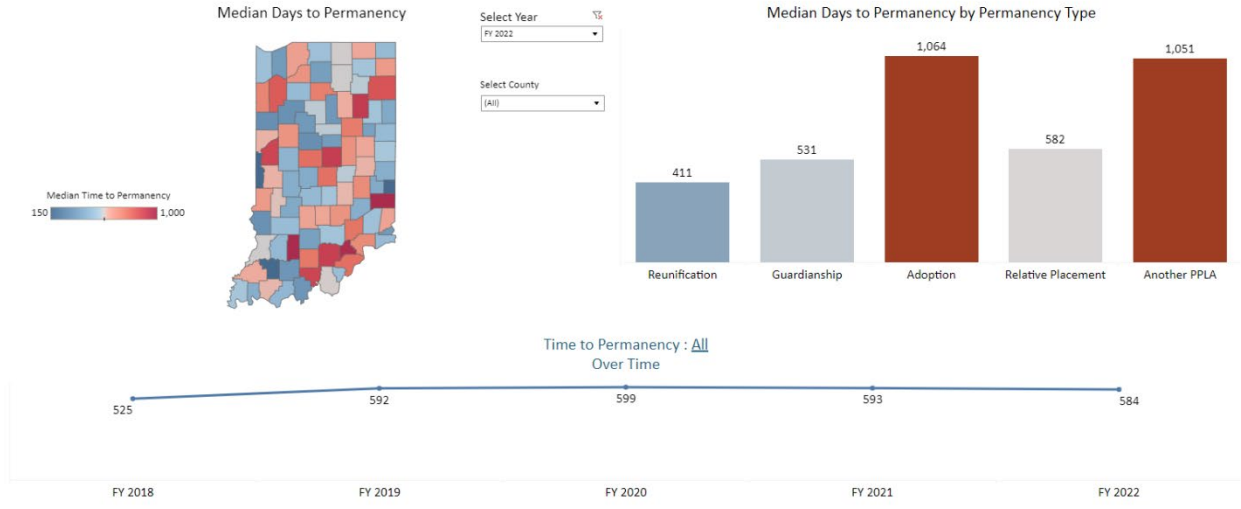 Median Days to Permanency
Select Year
FY 2022
Select County
(All)
Median Time to Permanency
150
1,000
Median Days to Permanency by Permanency Type
411
531
1,064
582
1,051
Reunification
Guardianship
Adoption
Relative Placement
Another PPLA
Time to Permanency : All
Over Time
525
592
599
593
584
FY 2018
FY 2019
FY 2020
FY 2021
FY 2022